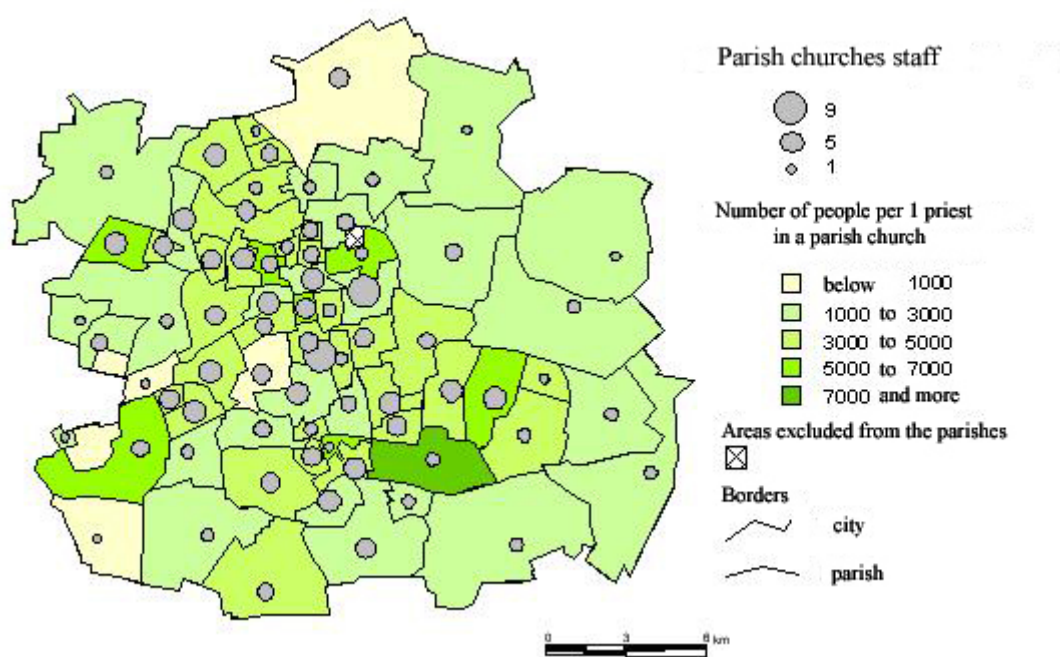 Parish churches staff
9
5
1
Number of people per 1 priest
in a parish church
below 1000
1000 to 3000
3000 to 5000
5000 to 7000
7000 and more
Areas excluded from the parishes
Borders
city
parish
0 3 6 km